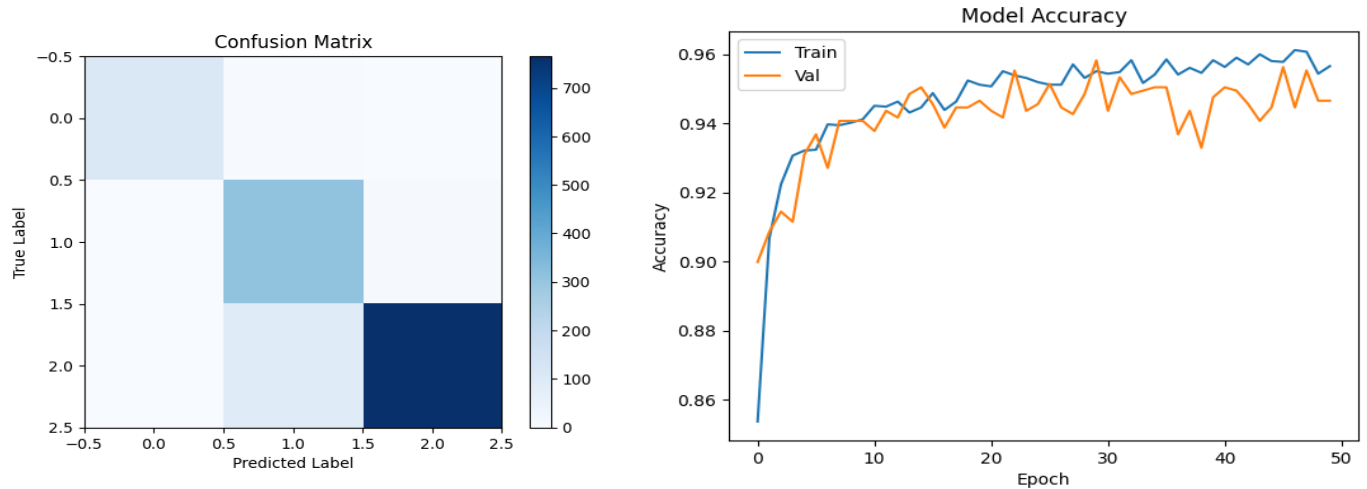 Confusion Matrix
−0.5
0.0
0.5
1.0
1.5
2.0
2.5
True Label
−0.5 0.0 0.5 1.0 1.5 2.0 2.5
Predicted Label
700
600
500
400
300
200
100
0
Model Accuracy
Train
Val
0.96
0.94
0.92
0.90
0.88
0.86
Accuracy
0 10 20 30 40 50
Epoch